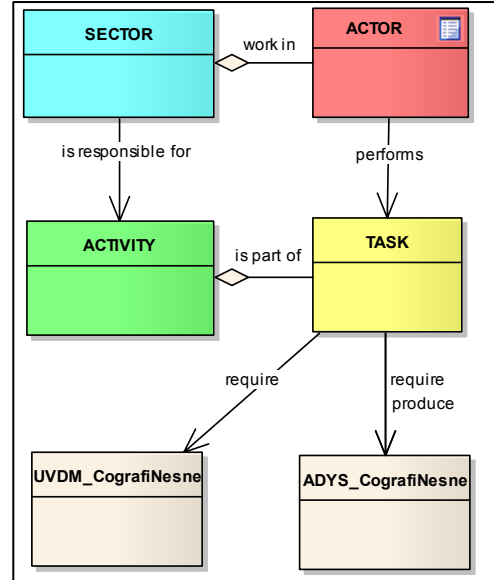 SECTOR
work in
ACTOR
is responsible for
performs
ACTIVITY
is part of
TASK
require
require
produce
UVDM_CografiNesne
ADYS_CografiNesne